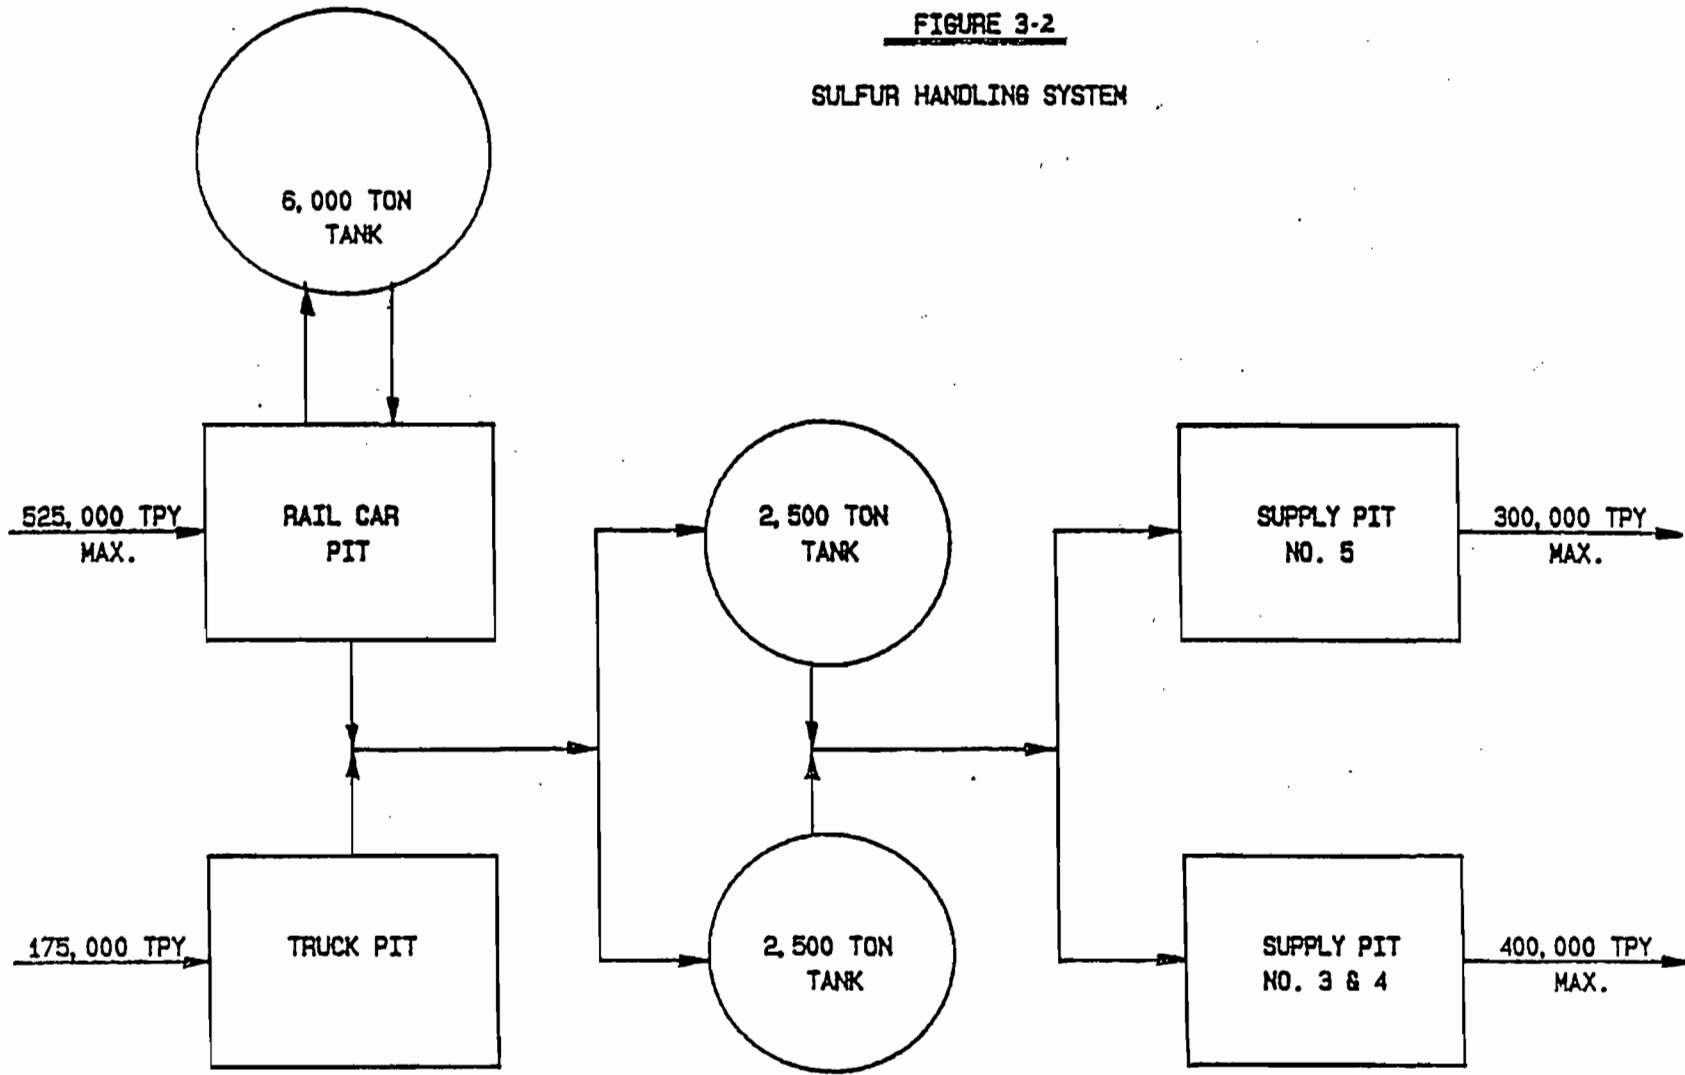 FIGURE 3-2
SULFUR HANDLING SYSTEM
6,000 TON
TANK
525,000 TPY
MAX.
RAIL CAR
PIT
2,500 TON
TANK
SUPPLY PIT
NO. 5
300,000 TPY
MAX.
175,000 TPY
TRUCK PIT
2,500 TON
TANK
SUPPLY PIT
NO. 3 & 4
400,000 TPY
MAX.